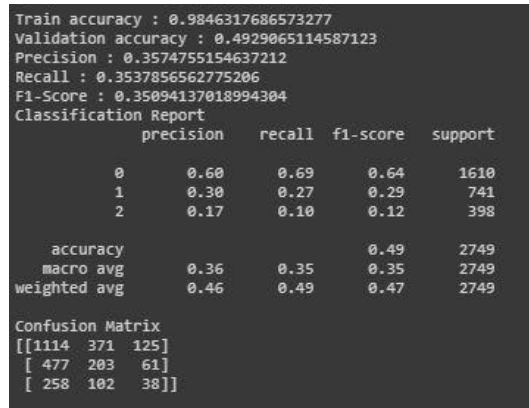 Train accuracy : 0.9846317686573277
Validation accuracy : 0.4929065114587123
Precision : 0.3574755154637212
Recall : 0.3537856562775206
F1-Score : 0.35094137018994304
Classification Report
precision recall f1-score support
0 0.60 0.69 0.64 1610
1 0.30 0.27 0.29 741
2 0.17 0.10 0.12 398
accuracy 0.49 2749
macro avg 0.36 0.35 0.35 2749
weighted avg 0.46 0.49 0.47 2749
Confusion Matrix
[[1114 371 125]
[ 477 203 61]
[ 258 102 38]]